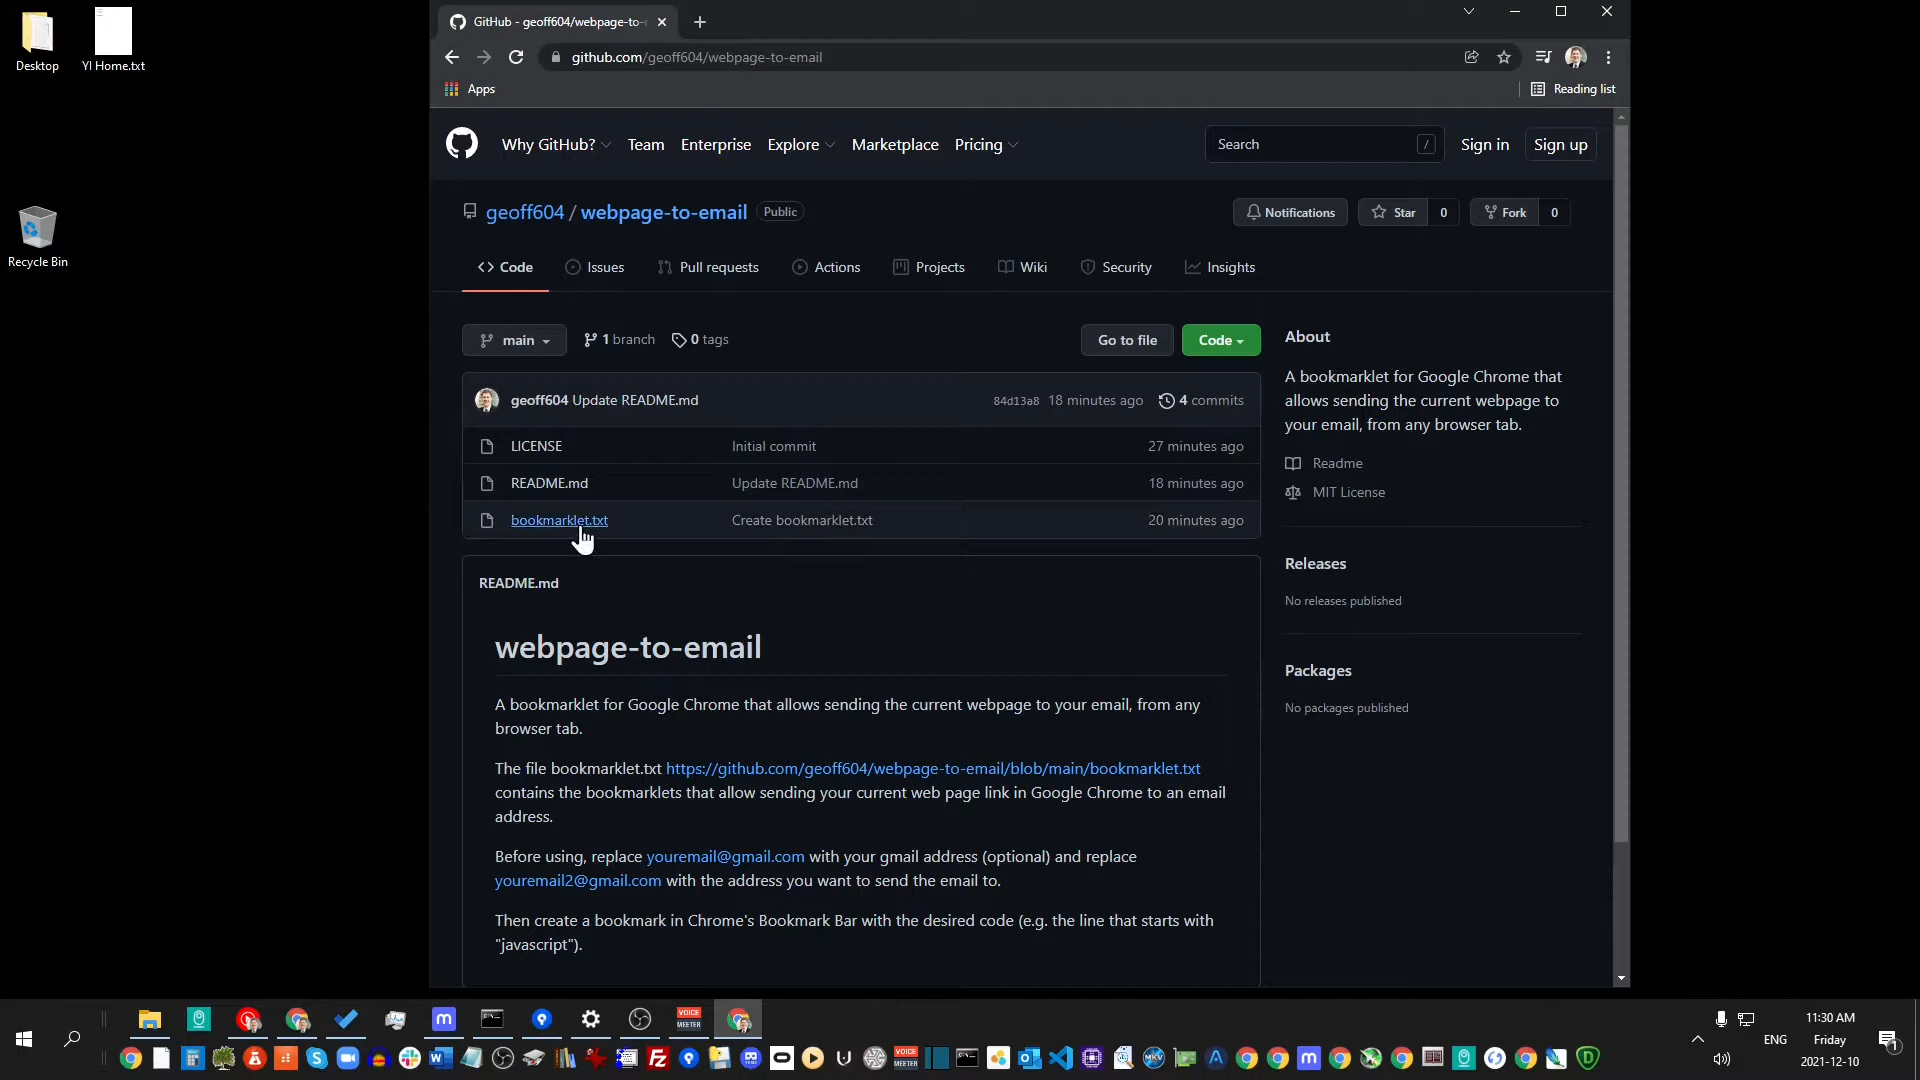 GitHub - geoff604/webpage-to-
github.com/geoff604/webpage-to-email
Apps
Reading list
Desktop
YI Home.txt
Recycle Bin
Why GitHub?
Team
Enterprise
Explore
Marketplace
Pricing
Search
/
Sign in
Sign up
geoff604 / webpage-to-email
Public
Notifications
Star
0
Fork
0
Code
Issues
Pull requests
Actions
Projects
Wiki
Security
Insights
main
1 branch
0 tags
Go to file
Code
geoff604 Update README.md
84d13a8
18 minutes ago
4 commits
LICENSE
Initial commit
27 minutes ago
README.md
Update README.md
18 minutes ago
bookmarklet.txt
Create bookmarklet.txt
20 minutes ago
README.md
webpage-to-email
A bookmarklet for Google Chrome that allows sending the current webpage to your email, from any
browser tab.
The file bookmarklet.txt https://github.com/geoff604/webpage-to-email/blob/main/bookmarklet.txt
contains the bookmarklets that allow sending your current web page link in Google Chrome to an email
address.
Before using, replace youremail@gmail.com with your gmail address (optional) and replace
youremail2@gmail.com with the address you want to send the email to.
Then create a bookmark in Chrome's Bookmark Bar with the desired code (e.g. the line that starts with
"javascript").
About
A bookmarklet for Google Chrome that
allows sending the current webpage to
your email, from any browser tab.
Readme
MIT License
Releases
No releases published
Packages
No packages published
VOICE
MEETER
VOICE
MEETER
ENG
11:30 AM
Friday
2021-12-10
1